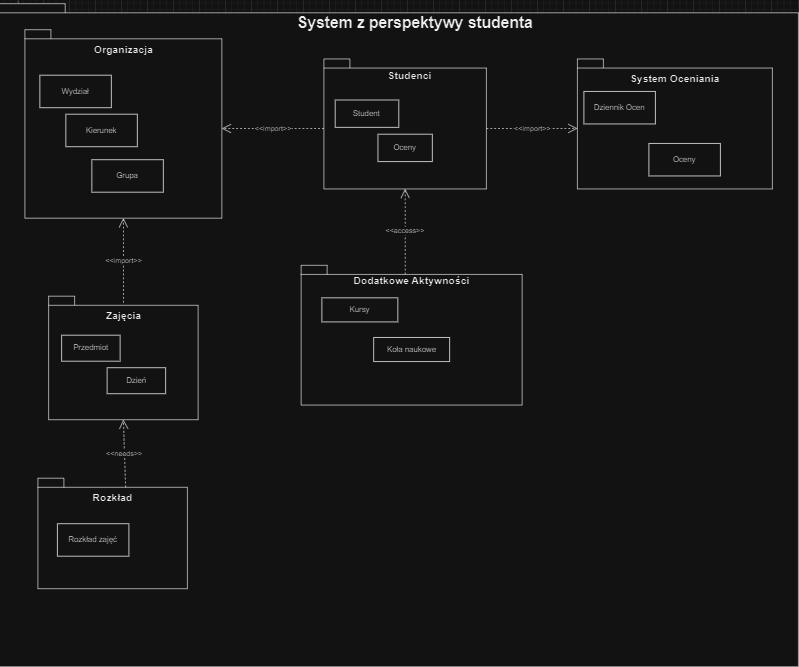 System z perspektywy studenta
Organizacja
Wydział
Kierunek
Grupa
<<import>>
Studenci
Student
Oceny
<<import>>
System Oceniania
Dziennik Ocen
Oceny
<<import>>
<<access>>
Zajęcia
Przedmiot
Dzień
Dodatkowe Aktywności
Kursy
Koła naukowe
<<needs>>
Rozkład
Rozkład zajęć